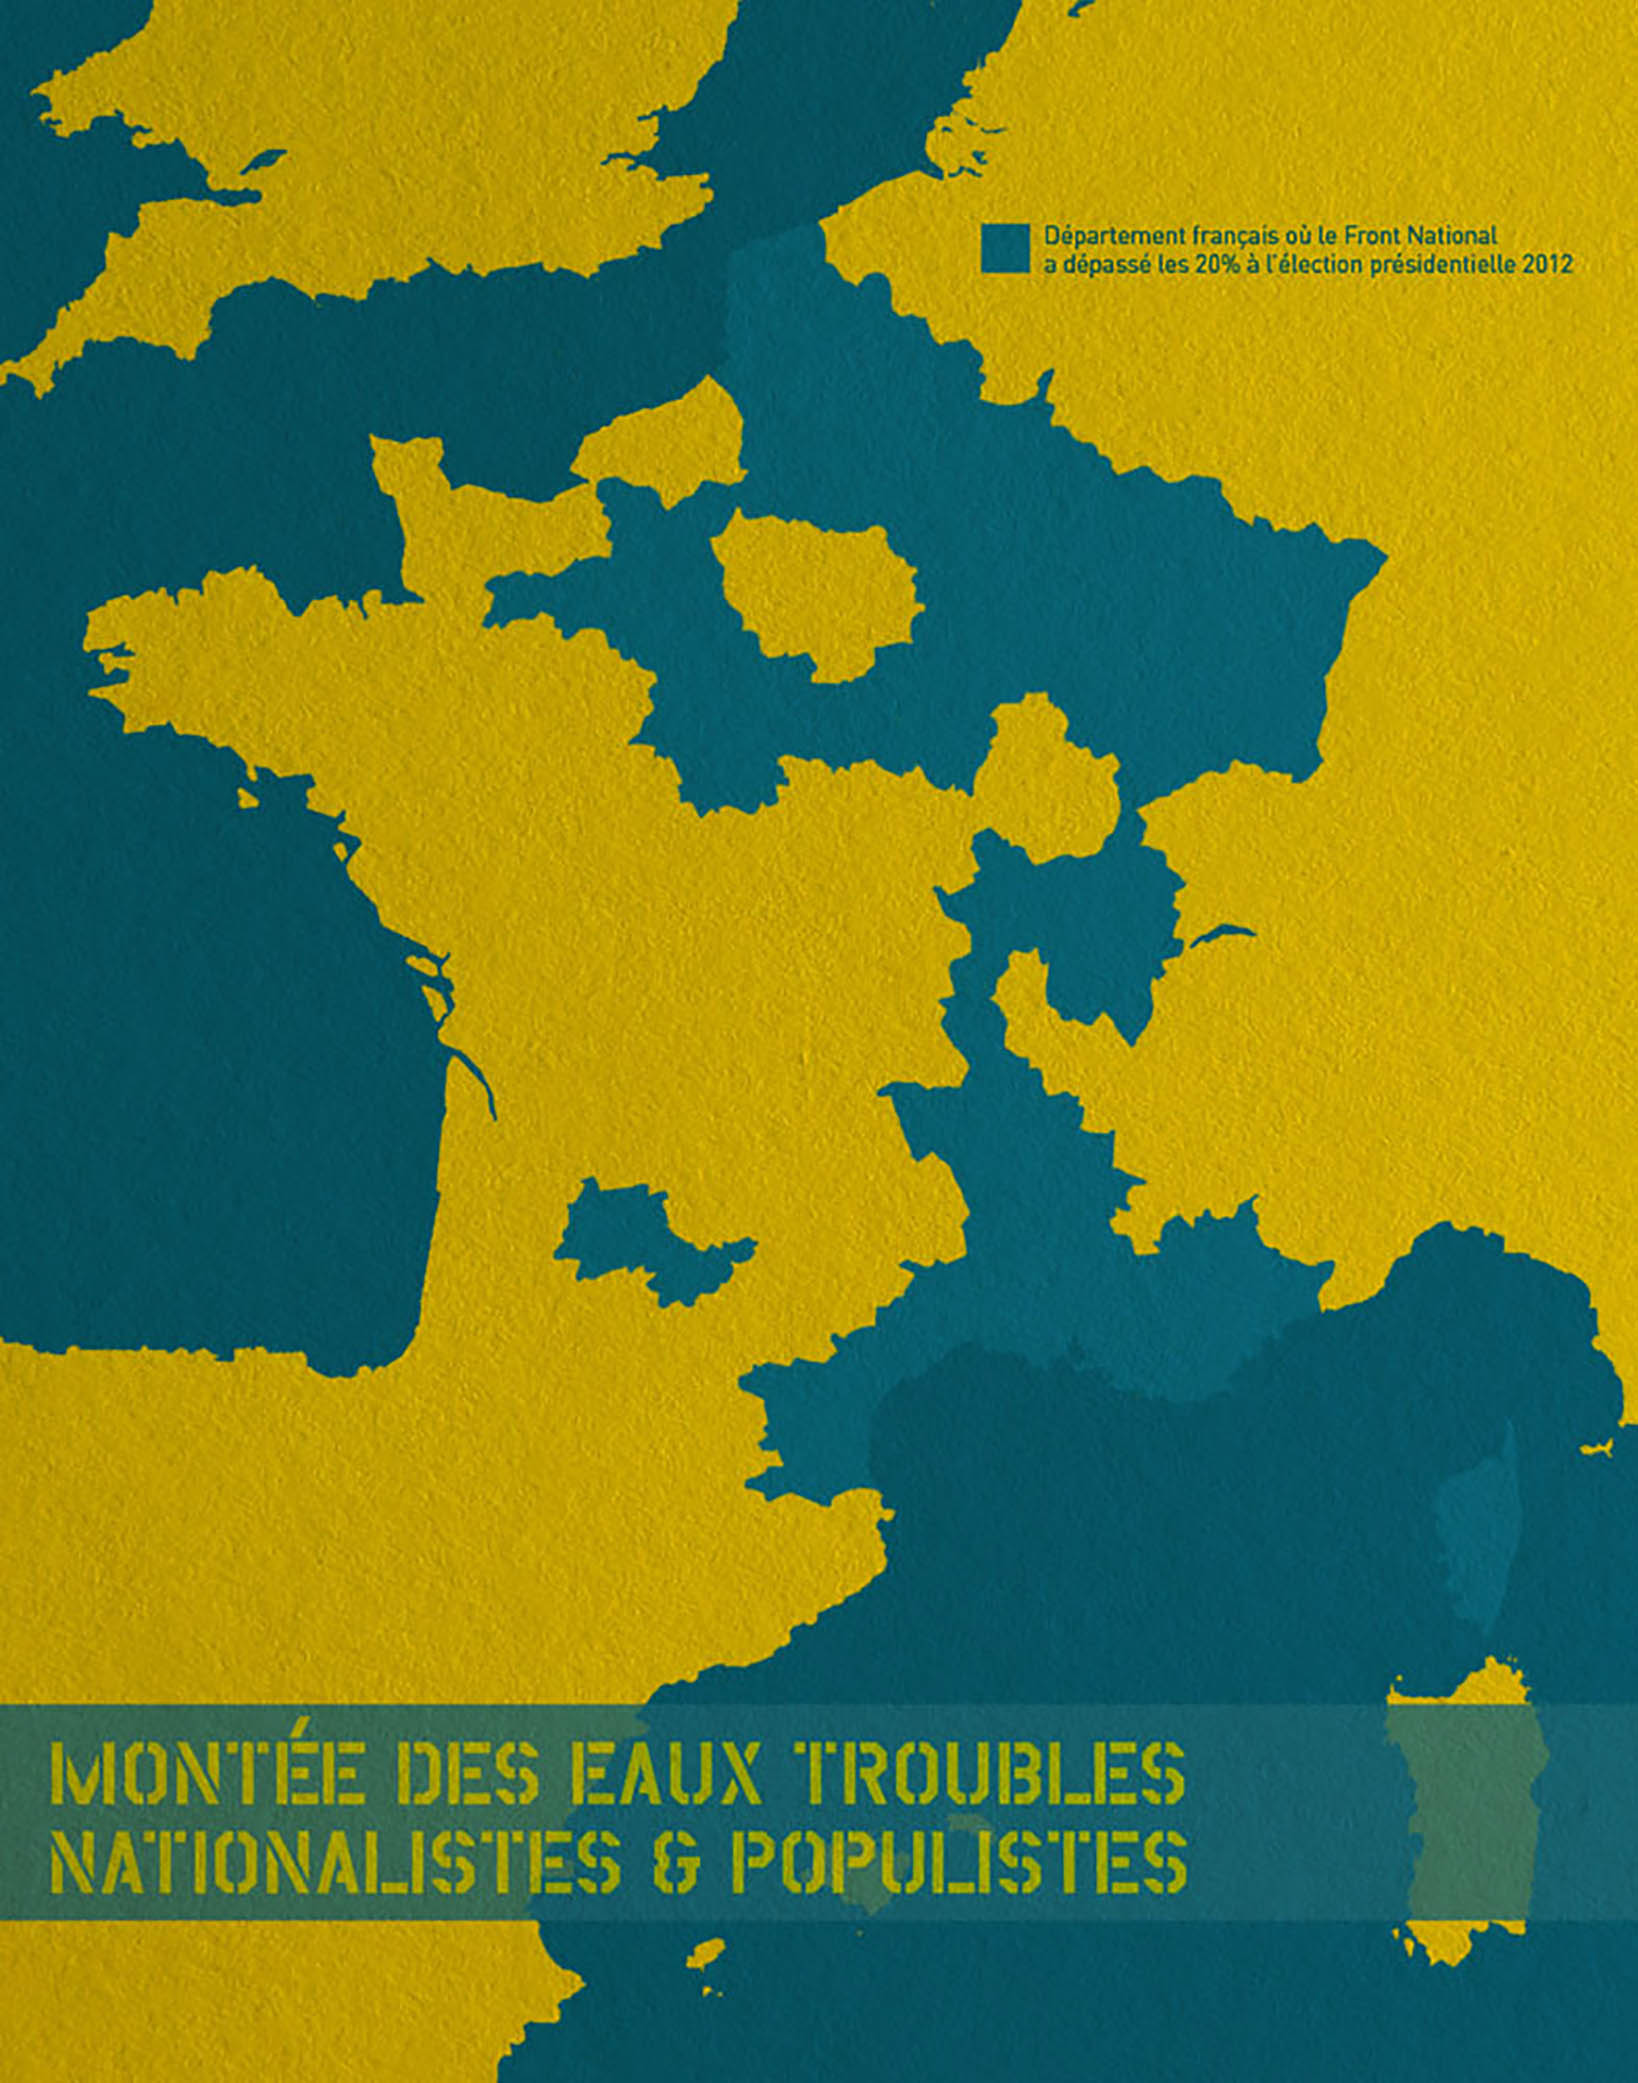 Département français où le Front National
a dépassé les 20% à l'élection présidentielle 2012
MONTÉE DES EAUX TROUBLES
NATIONALISTES & POPULISTES